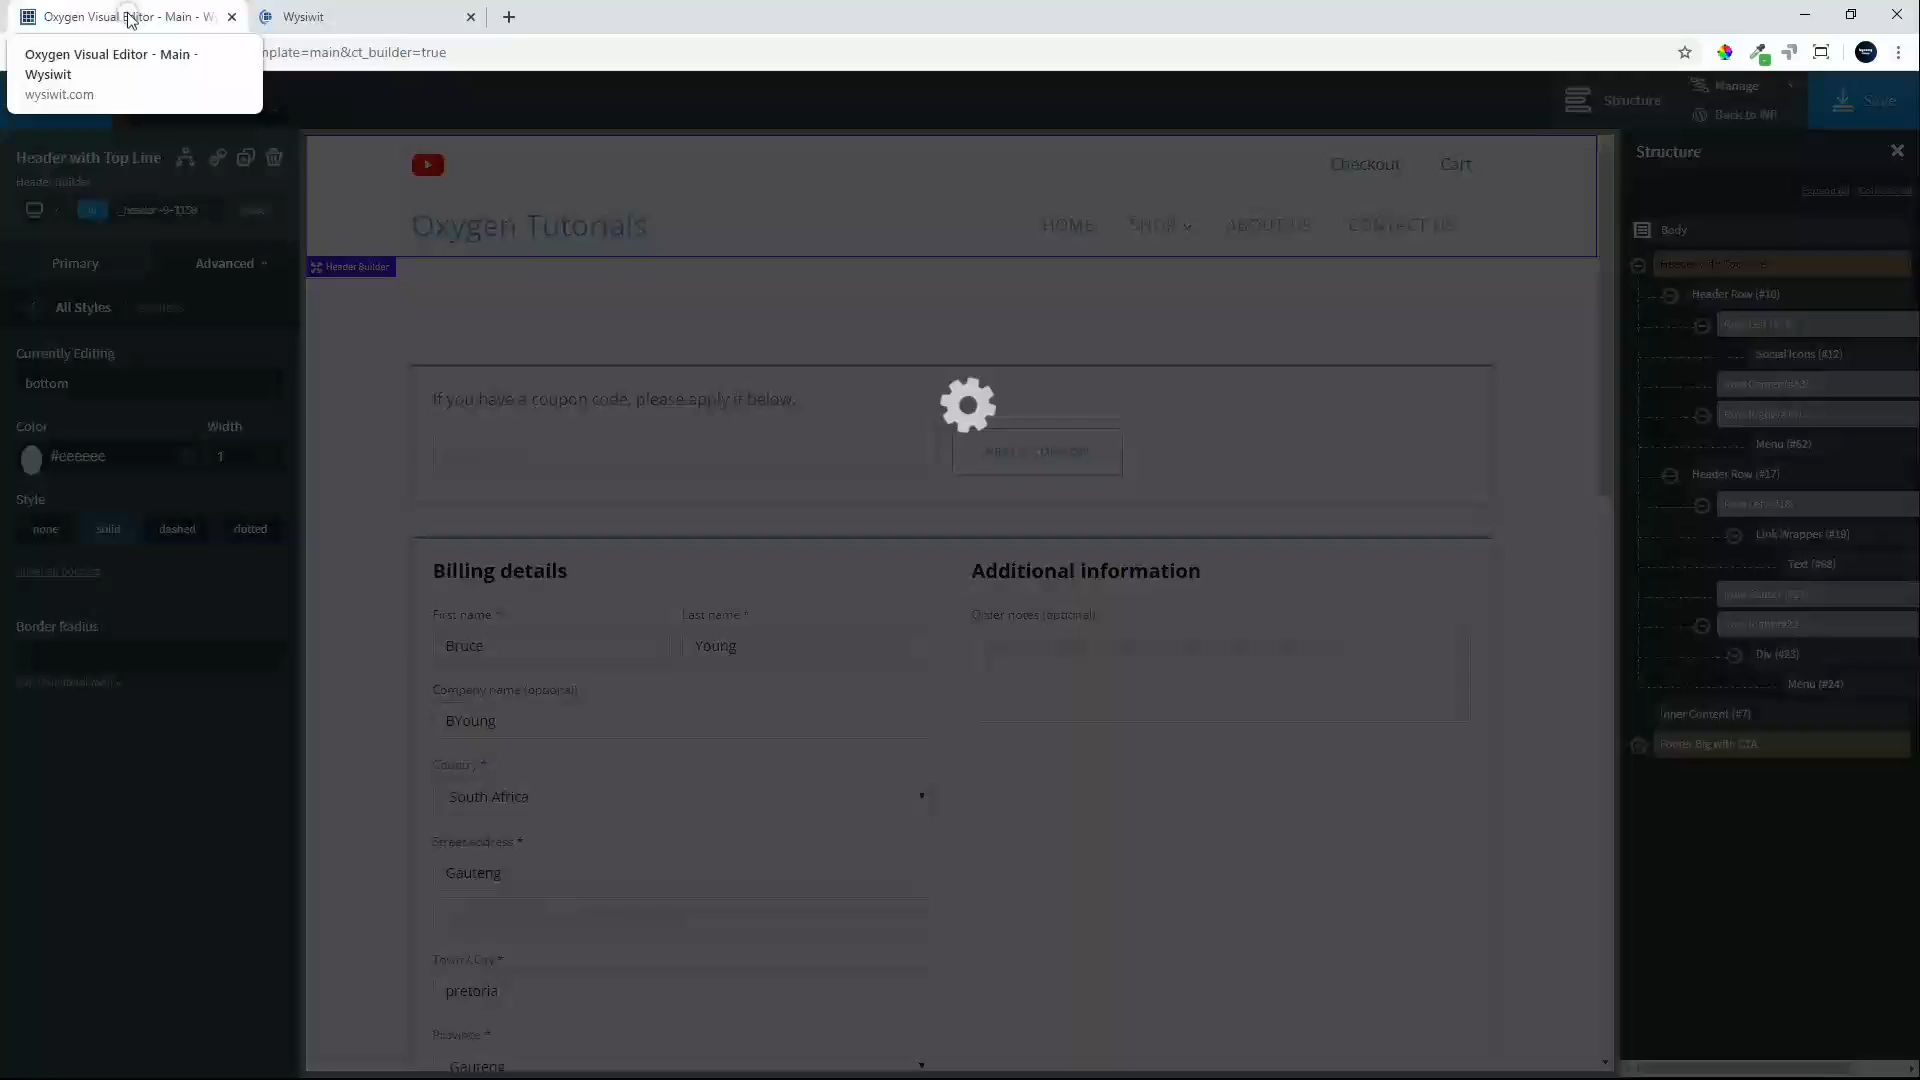 Oxygen Visual Editor - Main - W
Wysiwit
Oxygen Visual Editor - Main -
Wysiwit
wysiwit.com
mplate=main&ct_builder=true
Structure
Manage
Back to WP
Save
Header with Top Line
Header Builder
Primary
Advanced
All Styles
Currently Editing
bottom
Color
Width
#eeeeee
1
Style
none
solid
dashed
dotted
Border Radius
Checkout
Cart
Oxygen Tutorials
HOME
SHOP
ABOUT US
CONTACT US
Header Builder
If you have a coupon code, please apply it below.
Billing details
First name *
Last name *
Bruce
Young
Company name (optional)
BYoung
Country *
South Africa
Street address *
Gauteng
Town / City *
pretoria
Province *
Gauteng
Additional information
Order notes (optional)
Structure
Expand All
Body
Header Row (#10)
Social Icons (#12)
Menu (#62)
Header Row (#17)
Link Wrapper (#19)
Text (#68)
Div (#23)
Menu (#24)
Inner Content (#7)
Footer Big with CTA